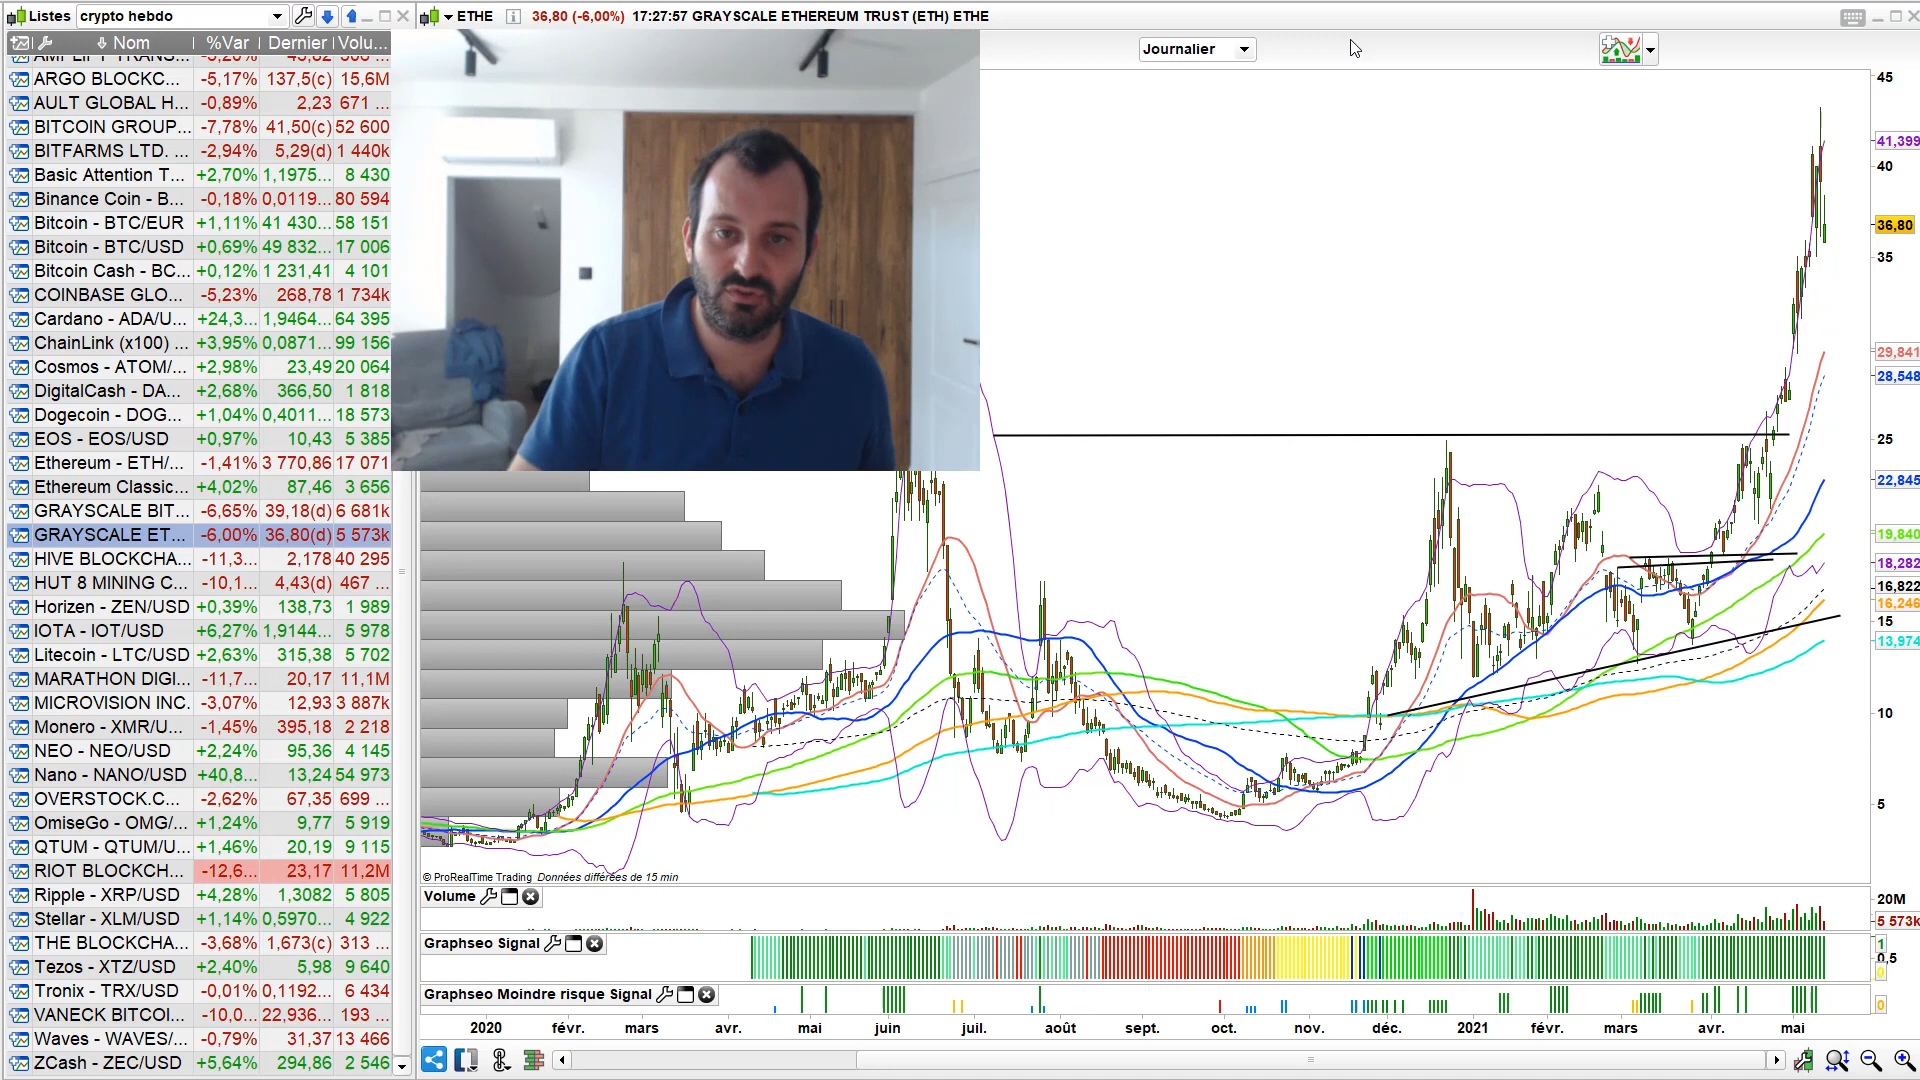 Listes crypto hebdo
ETHE 36,80 (-6,00%) 17:27:57 GRAYSCALE ETHEREUM TRUST (ETH) ETHE
Nom %Var Dernier Volu...
Journalier
ARGO BLOCKC... -5,17% 137,5(c) 15,6M
AULT GLOBAL H... -0,89% 2,23 671 ...
BITCOIN GROUP... -7,78% 41,50(c) 52 600
BITFARMS LTD. ... -2,94% 5,29(d) 1 440k
Basic Attention T... +2,70% 1,1975... 8 430
Binance Coin - B... -0,18% 0,0119... 80 594
Bitcoin - BTC/EUR +1,11% 41 430... 58 151
Bitcoin - BTC/USD +0,69% 49 832... 17 006
Bitcoin Cash - BC... +0,12% 1 231,41 4 101
COINBASE GLO... -5,23% 268,78 1 734k
Cardano - ADA/U... +24,3... 1,9464... 64 395
ChainLink (x100) ... +3,95% 0,0871... 99 156
Cosmos - ATOM/... +2,98% 23,49 20 064
DigitalCash - DA... +2,68% 366,50 1 818
Dogecoin - DOG... +1,04% 0,4011... 18 573
EOS - EOS/USD +0,97% 10,43 5 385
Ethereum - ETH/... -1,41% 3 770,86 17 071
Ethereum Classic... +4,02% 87,46 3 656
GRAYSCALE BIT... -6,65% 39,18(d) 6 681k
GRAYSCALE ET... -6,00% 36,80(d) 5 573k
HIVE BLOCKCHA... -11,3... 2,178 40 295
HUT 8 MINING C... -10,1... 4,43(d) 467 ...
Horizen - ZEN/USD +0,39% 138,73 1 989
IOTA - IOT/USD +6,27% 1,9144... 5 978
Litecoin - LTC/USD +2,63% 315,38 5 702
MARATHON DIGI... -11,7... 20,17 11,1M
MICROVISION INC. -3,07% 12,93 3 887k
Monero - XMR/U... -1,45% 395,18 2 218
NEO - NEO/USD +2,24% 95,36 4 145
Nano - NANO/USD +40,8... 13,24 54 973
OVERSTOCK.C... -2,62% 67,35 699 ...
OmiseGo - OMG/... +1,24% 9,77 5 919
QTUM - QTUM/U... +1,46% 20,19 9 115
RIOT BLOCKCH... -12,6... 23,17 11,2M
Ripple - XRP/USD +4,28% 1,3082 5 805
Stellar - XLM/USD +1,14% 0,5970... 4 922
THE BLOCKCHA... -3,68% 1,673(c) 313 ...
Tezos - XTZ/USD +2,40% 5,98 9 640
Tronix - TRX/USD -0,01% 0,1192... 6 434
VANECK BITCOI... -10,0... 22,936... 193 ...
Waves - WAVES/... -0,79% 31,37 13 466
ZCash - ZEC/USD +5,64% 294,86 2 546
45
41,399
40
36,80
35
29,841
28,548
25
22,845
19,840
18,282
16,822
16,246
15
13,974
10
5
© ProRealTime Trading Données différées de 15 min
Volume
20M
5 573k
Graphseo Signal
1
0,5
0
Graphseo Moindre risque Signal
0
2020 févr. mars avr. mai juin juil. août sept. oct. nov. déc. 2021 févr. mars avr. mai